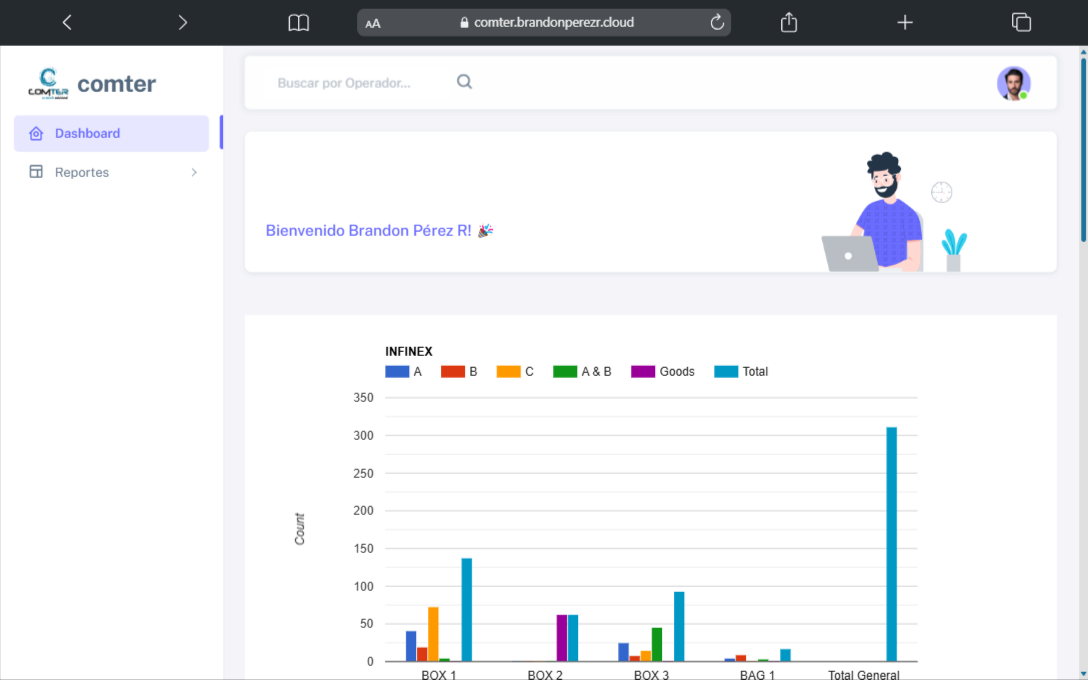 AA comter.brandonperezr.cloud
COMTER comter
Buscar por Operador...
Dashboard
Reportes
Bienvenido Brandon Pérez R! 🎉
INFINEX
A B C A & B Goods Total
350
300
250
200
150
100
50
0
Count
BOX 1 BOX 2 BOX 3 BAG 1 Total General